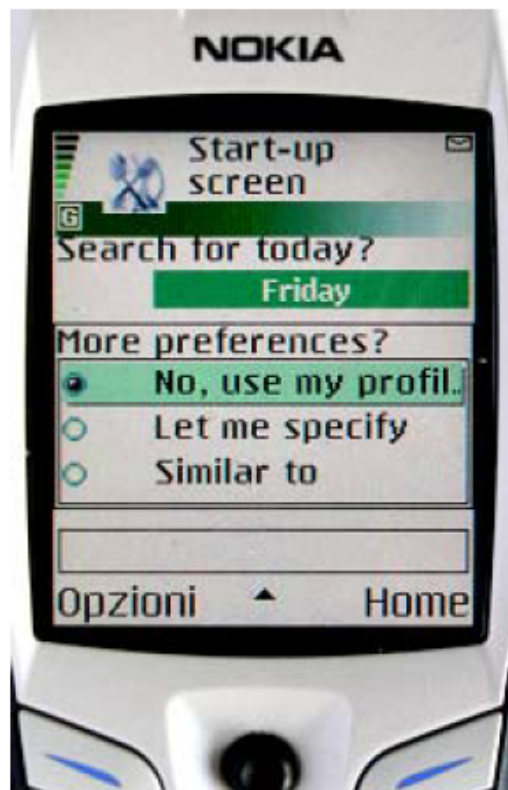 NOKIA
Start-up
screen
G
Search for today?
Friday
More preferences?
No, use my profil..
Let me specify
Similar to
Opzioni
Home